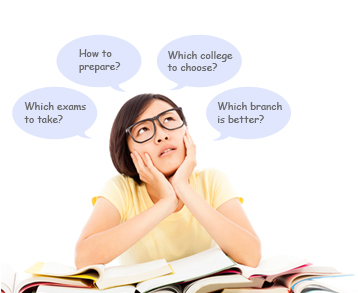 How to
prepare?
Which college
to choose?
Which exams
to take?
Which branch
is better?